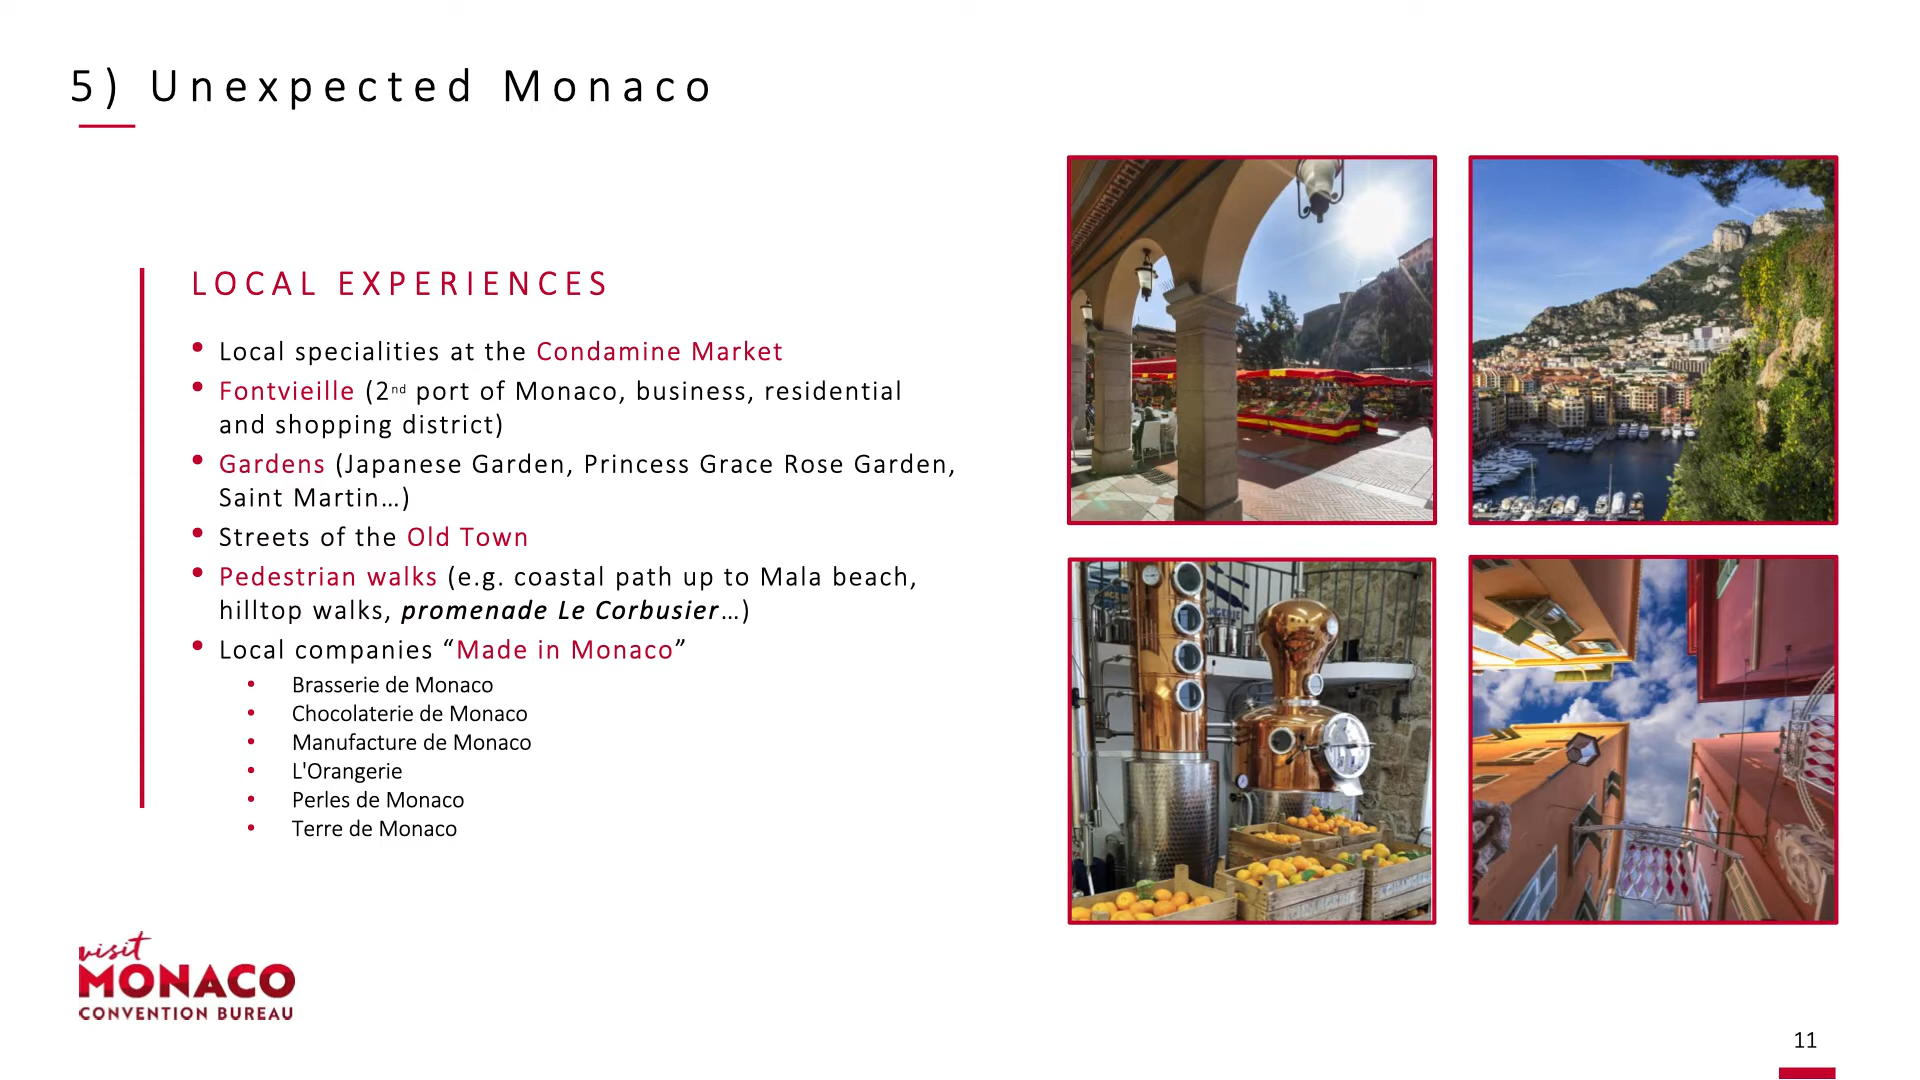 5) Unexpected Monaco
LOCAL EXPERIENCES
• Local specialities at the Condamine Market
• Fontvieille (2nd port of Monaco, business, residential
and shopping district)
• Gardens (Japanese Garden, Princess Grace Rose Garden,
Saint Martin…)
• Streets of the Old Town
• Pedestrian walks (e.g. coastal path up to Mala beach,
hilltop walks, promenade Le Corbusier…)
• Local companies “Made in Monaco”
• Brasserie de Monaco
• Chocolaterie de Monaco
• Manufacture de Monaco
• L'Orangerie
• Perles de Monaco
• Terre de Monaco
visit
MONACO
CONVENTION BUREAU
11